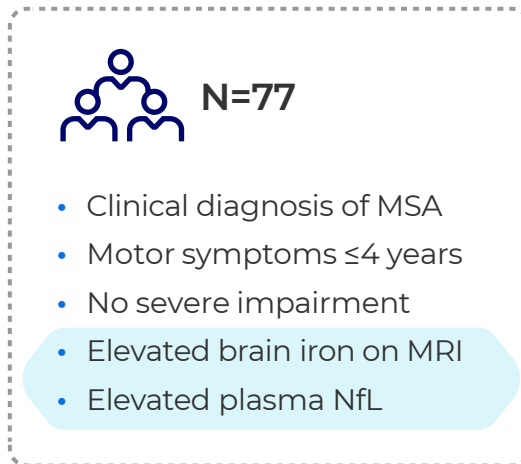 N=77
• Clinical diagnosis of MSA
• Motor symptoms ≤4 years
• No severe impairment
• Elevated brain iron on MRI
• Elevated plasma NfL